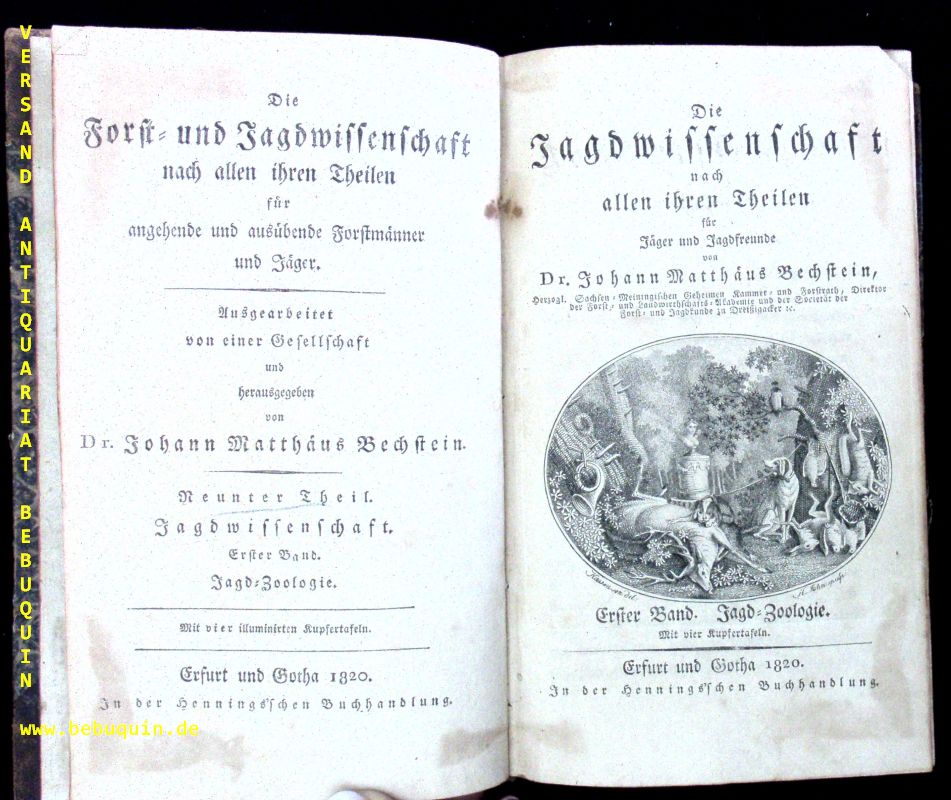 VERSAND ANTIQUARIAT BEBUQUIN
www.bebuquin.de
Die
Forst- und Jagdwissenschaft
nach allen ihren Theilen
für
angehende und ausübende Forstmänner
und Jäger.
Ausgearbeitet
von einer Gesellschaft
und
herausgegeben
von
Dr. Johann Matthäus Bechstein.
Neunter Theil.
Jagdwissenschaft.
Erster Band.
Jagd-Zoologie.
Mit vier illuminirten Kupfertafeln.
Erfurt und Gotha 1820.
In der Hennings'schen Buchhandlung.
Die
Jagdwissenschaft
nach
allen ihren Theilen
für
Jäger und Jagdfreunde
von
Dr. Johann Matthäus Bechstein,
Herzogl. Sachsen-Meiningischen Geheimen Kammer- und Forstrath, Direktor
der Forst- und Landwirthschafts-Akademie und der Societät der
Forst- und Jagdkunde zu Dreißigacker ꝛc.
Erster Band. Jagd-Zoologie.
Mit vier Kupfertafeln.
Erfurt und Gotha 1820.
In der Hennings'schen Buchhandlung.